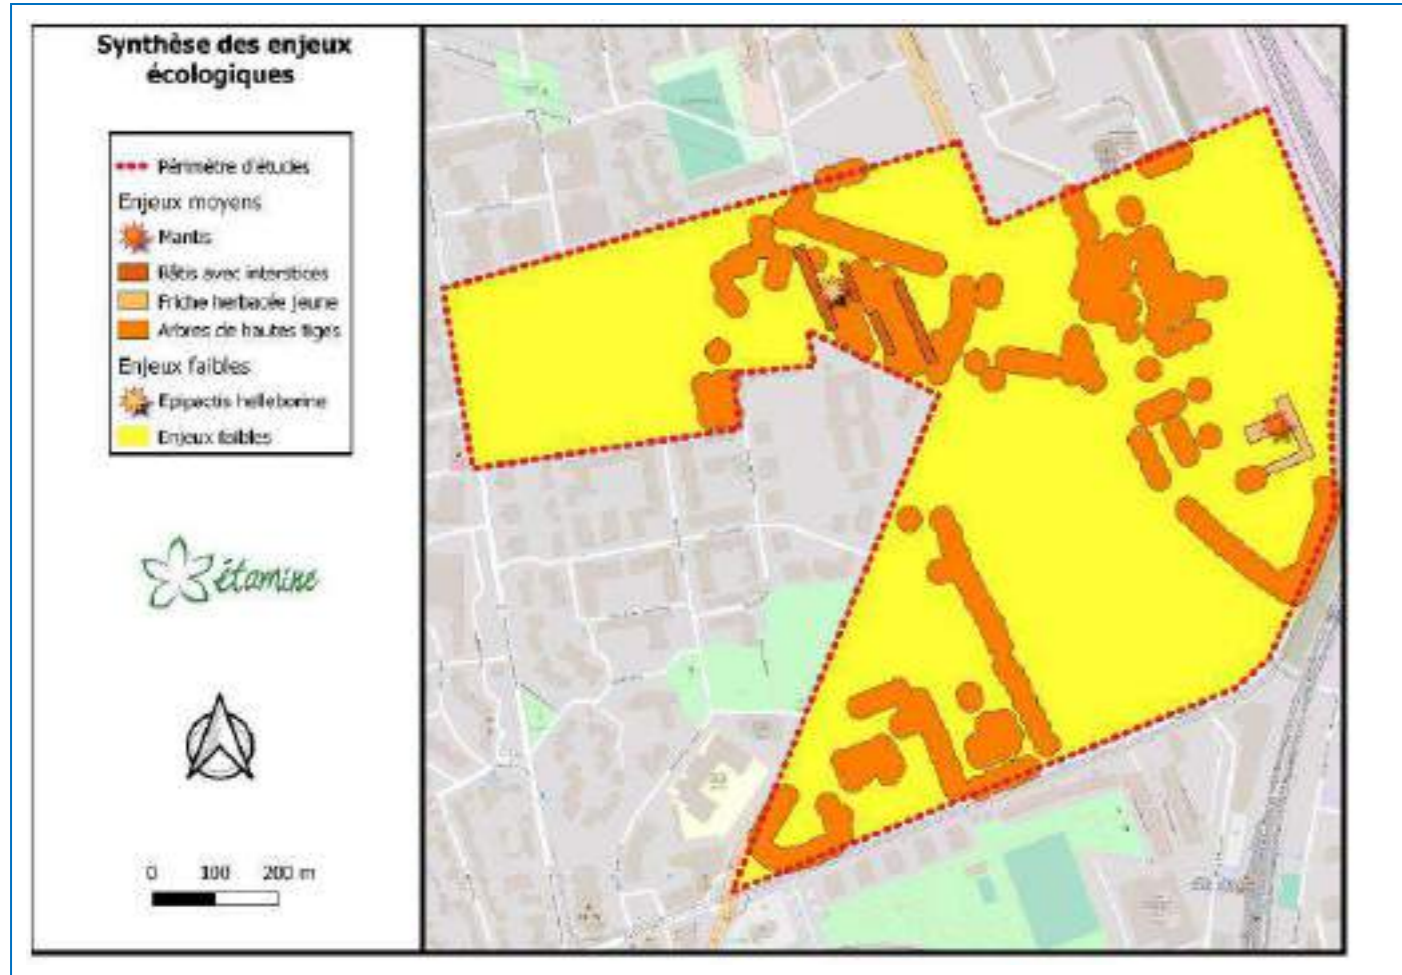 Synthèse des enjeux
écologiques
Périmètre d'études
Enjeux moyens
Mantis
Bâtis avec interstices
Friche herbacée jeune
Arbres de hautes tiges
Enjeux faibles
Epipactis helleborine
Enjeux faibles
étamine
0 100 200 m